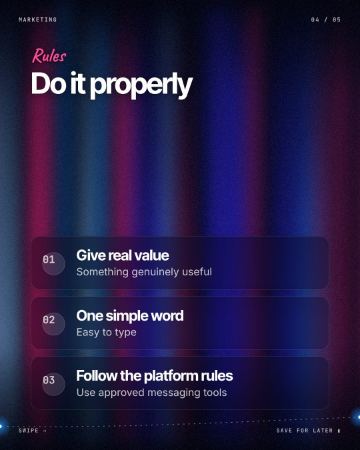 MARKETING
04 / 05
Rules
Do it properly
01
Give real value
Something genuinely useful
02
One simple word
Easy to type
03
Follow the platform rules
Use approved messaging tools
SWIPE →
SAVE FOR LATER